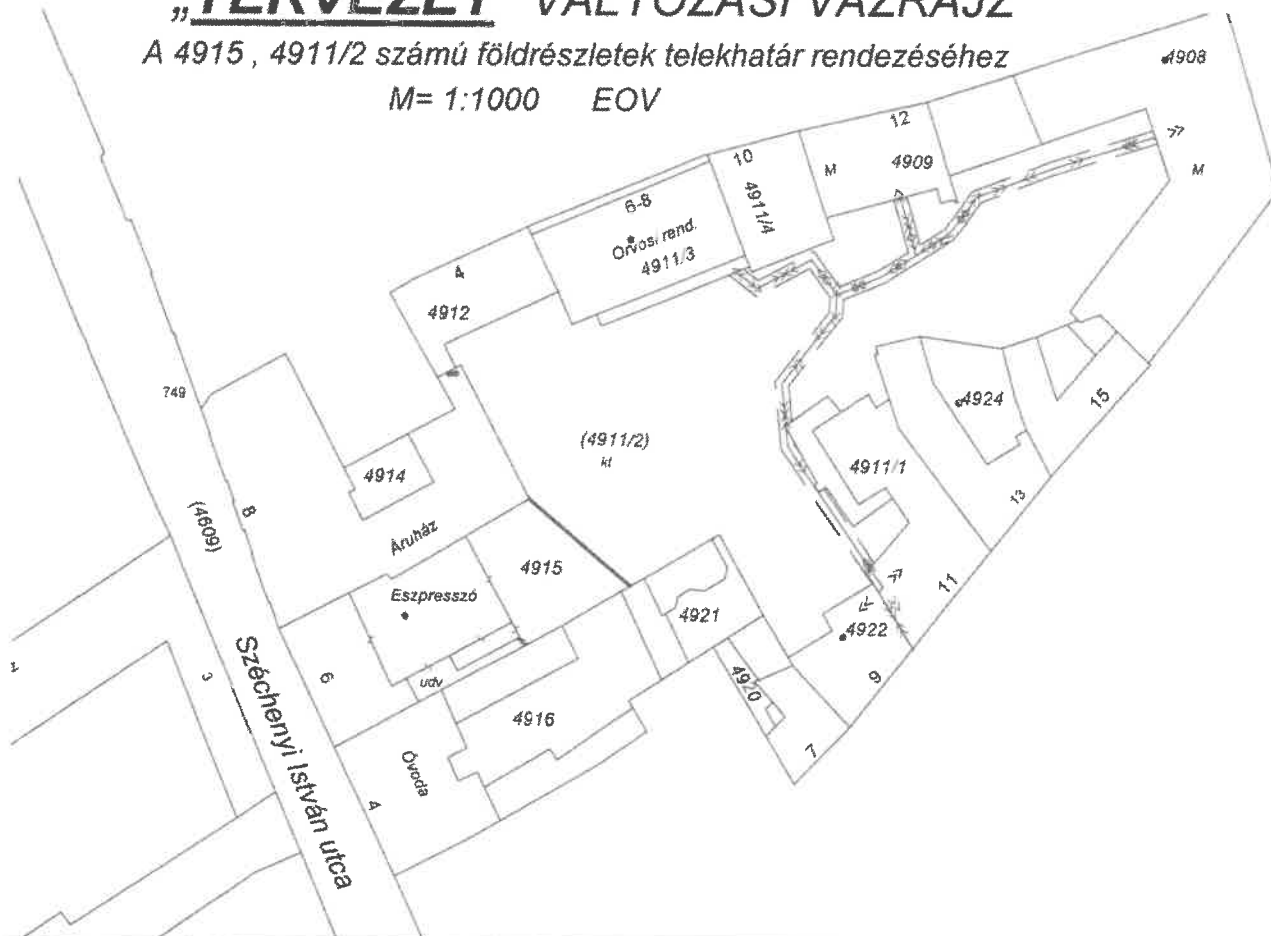 „TERVEZET" VÁLTOZÁSI VÁZRAJZ
A 4915 , 4911/2 számú földrészletek telekhatár rendezéséhez
M= 1:1000 EOV
4908
12
4909
M
M
10
4911/4
6-8
Orvosi rend.
4911/3
4
4912
749
(4911/2)
kt
4924
15
4914
4911/1
13
(4609)
8
Áruház
4915
11
Eszpresszó
4921
4922
3
6
udv
4920
9
4916
7
Széchenyi István utca
Óvoda
4